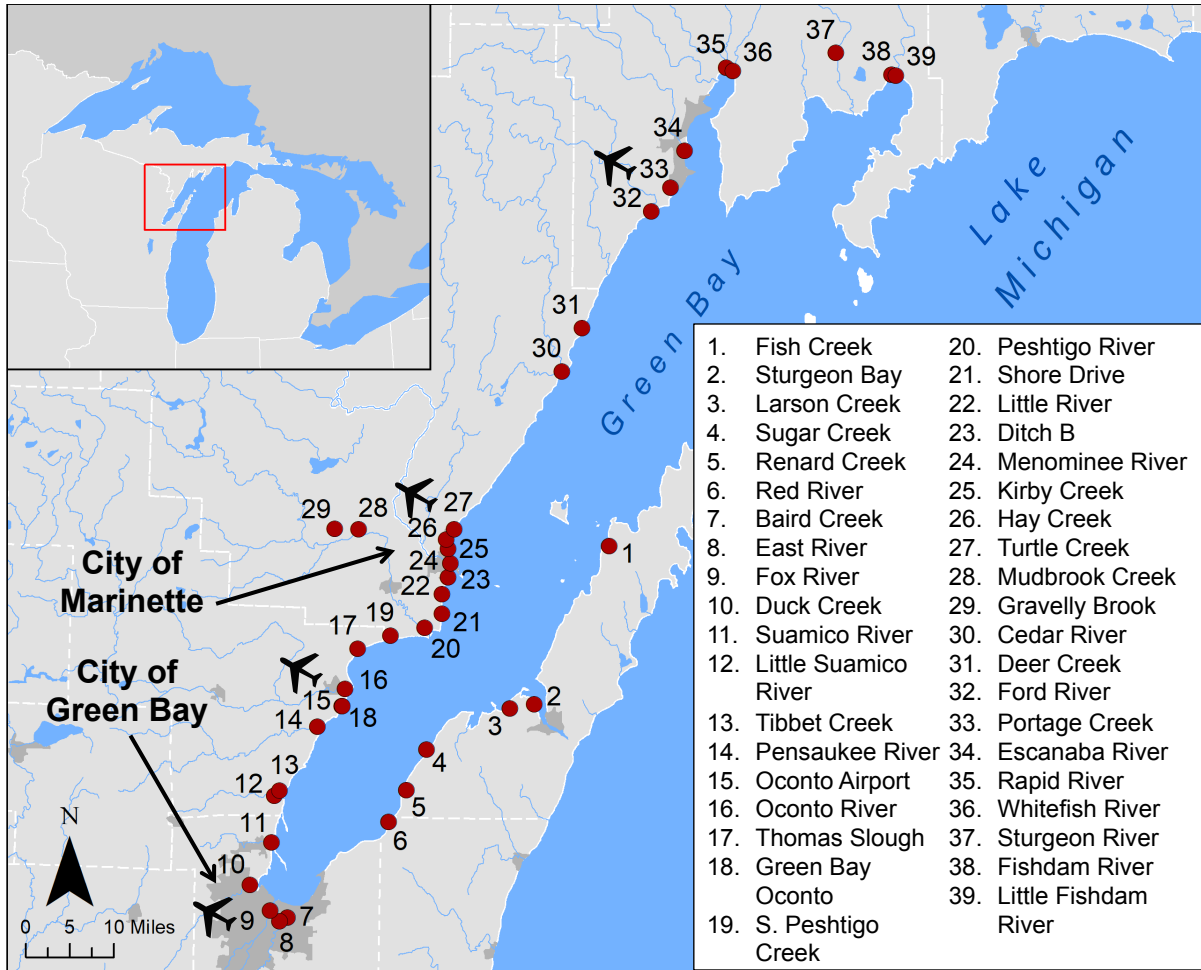 35
36
37
38
39
34
33
32
31
30
Lake
Michigan
Green Bay
29
28
27
26
25
24
23
22
21
20
19
17
16
15
18
14
13
12
11
10
9
8
7
6
5
4
3
2
1
City of
Marinette
City of
Green Bay
N
0 5 10 Miles
1. Fish Creek
2. Sturgeon Bay
3. Larson Creek
4. Sugar Creek
5. Renard Creek
6. Red River
7. Baird Creek
8. East River
9. Fox River
10. Duck Creek
11. Suamico River
12. Little Suamico
River
13. Tibbet Creek
14. Pensaukee River
15. Oconto Airport
16. Oconto River
17. Thomas Slough
18. Green Bay
Oconto
19. S. Peshtigo
Creek
20. Peshtigo River
21. Shore Drive
22. Little River
23. Ditch B
24. Menominee River
25. Kirby Creek
26. Hay Creek
27. Turtle Creek
28. Mudbrook Creek
29. Gravelly Brook
30. Cedar River
31. Deer Creek
32. Ford River
33. Portage Creek
34. Escanaba River
35. Rapid River
36. Whitefish River
37. Sturgeon River
38. Fishdam River
39. Little Fishdam
River